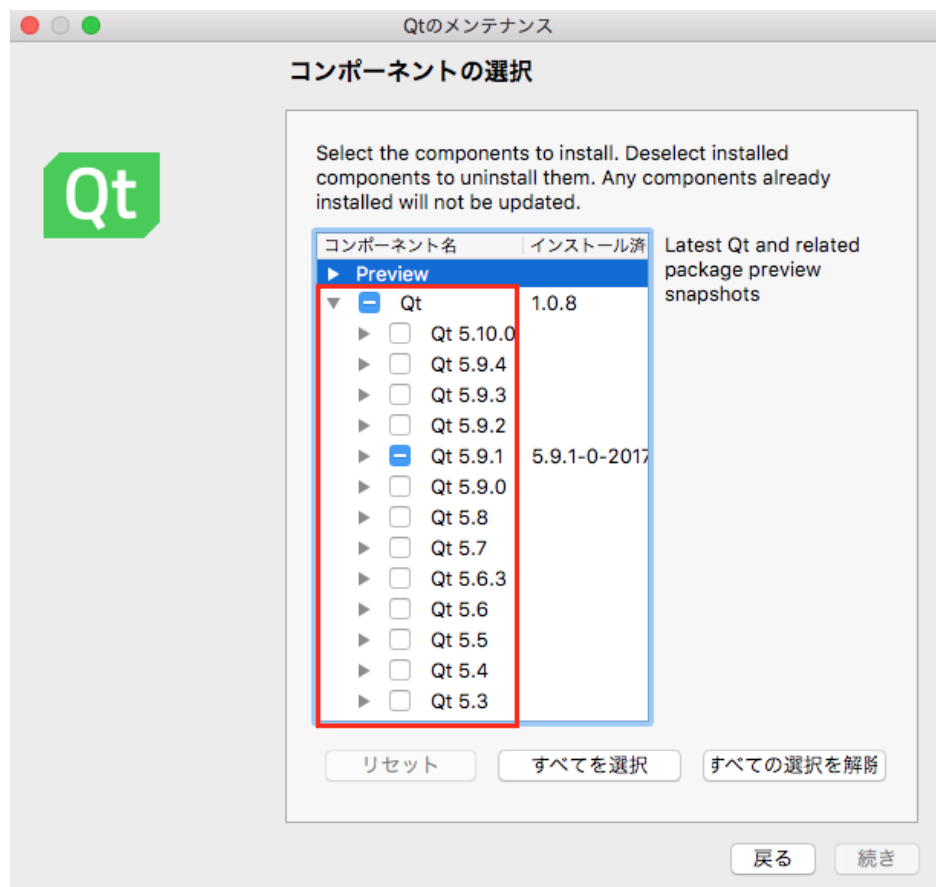 Qtのメンテナンス
コンポーネントの選択
Qt
Select the components to install. Deselect installed
components to uninstall them. Any components already
installed will not be updated.
コンポーネント名 インストール済
Latest Qt and related
package preview
snapshots
Preview
Qt 1.0.8
Qt 5.10.0
Qt 5.9.4
Qt 5.9.3
Qt 5.9.2
Qt 5.9.1 5.9.1-0-2017
Qt 5.9.0
Qt 5.8
Qt 5.7
Qt 5.6.3
Qt 5.6
Qt 5.5
Qt 5.4
Qt 5.3
リセット すべてを選択 すべての選択を解除
戻る 続き